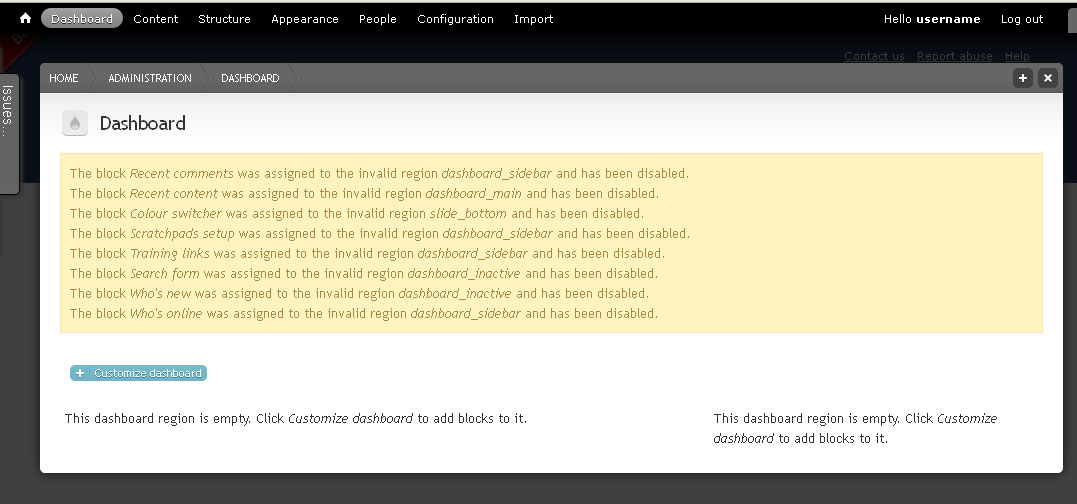 Dashboard Content Structure Appearance People Configuration Import Hello username Log out
Contact us Report abuse Help
Issues...
HOME ADMINISTRATION DASHBOARD
Dashboard
The block Recent comments was assigned to the invalid region dashboard_sidebar and has been disabled.
The block Recent content was assigned to the invalid region dashboard_main and has been disabled.
The block Colour switcher was assigned to the invalid region slide_bottom and has been disabled.
The block Scratchpads setup was assigned to the invalid region dashboard_sidebar and has been disabled.
The block Training links was assigned to the invalid region dashboard_sidebar and has been disabled.
The block Search form was assigned to the invalid region dashboard_inactive and has been disabled.
The block Who's new was assigned to the invalid region dashboard_inactive and has been disabled.
The block Who's online was assigned to the invalid region dashboard_sidebar and has been disabled.
+ Customize dashboard
This dashboard region is empty. Click Customize dashboard to add blocks to it.
This dashboard region is empty. Click Customize
dashboard to add blocks to it.